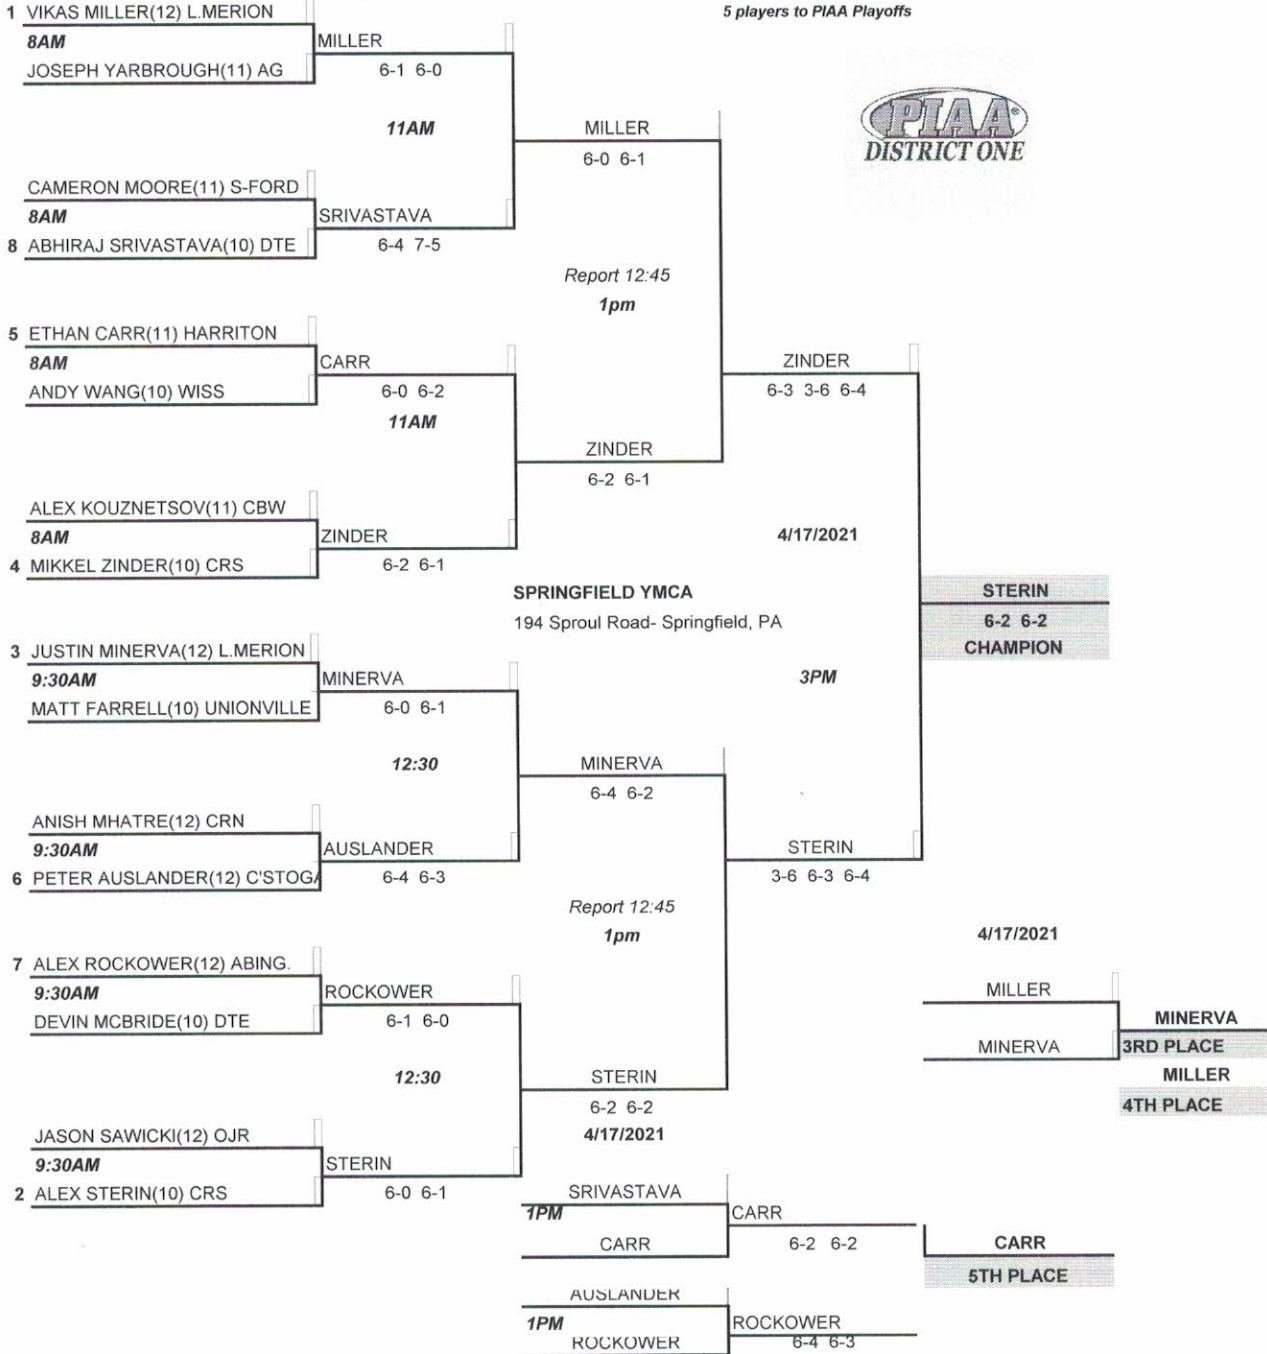 5 players to PIAA Playoffs
PIAA®
DISTRICT ONE
1 VIKAS MILLER(12) L.MERION
8AM
JOSEPH YARBROUGH(11) AG
MILLER
6-1 6-0
11AM
CAMERON MOORE(11) S-FORD
8AM
8 ABHIRAJ SRIVASTAVA(10) DTE
SRIVASTAVA
6-4 7-5
MILLER
6-0 6-1
Report 12:45
1pm
5 ETHAN CARR(11) HARRITON
8AM
ANDY WANG(10) WISS
CARR
6-0 6-2
11AM
ALEX KOUZNETSOV(11) CBW
8AM
4 MIKKEL ZINDER(10) CRS
ZINDER
6-2 6-1
ZINDER
6-2 6-1
ZINDER
6-3 3-6 6-4
4/17/2021
SPRINGFIELD YMCA
194 Sproul Road- Springfield, PA
STERIN
6-2 6-2
CHAMPION
3PM
3 JUSTIN MINERVA(12) L.MERION
9:30AM
MATT FARRELL(10) UNIONVILLE
MINERVA
6-0 6-1
12:30
ANISH MHATRE(12) CRN
9:30AM
6 PETER AUSLANDER(12) C'STOGA
AUSLANDER
6-4 6-3
MINERVA
6-4 6-2
Report 12:45
1pm
STERIN
3-6 6-3 6-4
7 ALEX ROCKOWER(12) ABING.
9:30AM
DEVIN MCBRIDE(10) DTE
ROCKOWER
6-1 6-0
12:30
JASON SAWICKI(12) OJR
9:30AM
2 ALEX STERIN(10) CRS
STERIN
6-0 6-1
STERIN
6-2 6-2
4/17/2021
4/17/2021
MILLER
MINERVA
MINERVA
3RD PLACE
MILLER
4TH PLACE
SRIVASTAVA
1PM
CARR
CARR
6-2 6-2
CARR
5TH PLACE
AUSLANDER
1PM
ROCKOWER
ROCKOWER
6-4 6-3